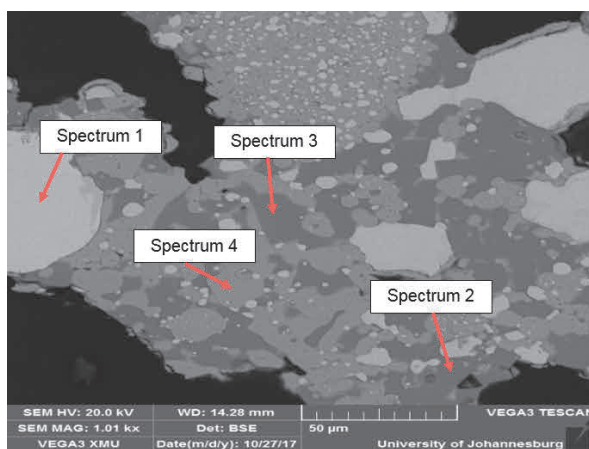 Spectrum 1
Spectrum 3
Spectrum 4
Spectrum 2
SEM HV: 20.0 kV WD: 14.28 mm VEGA3 TESCAN
SEM MAG: 1.01 kx Det: BSE 50 µm
VEGA3 XMU Date(m/d/y): 10/27/17 University of Johannesburg